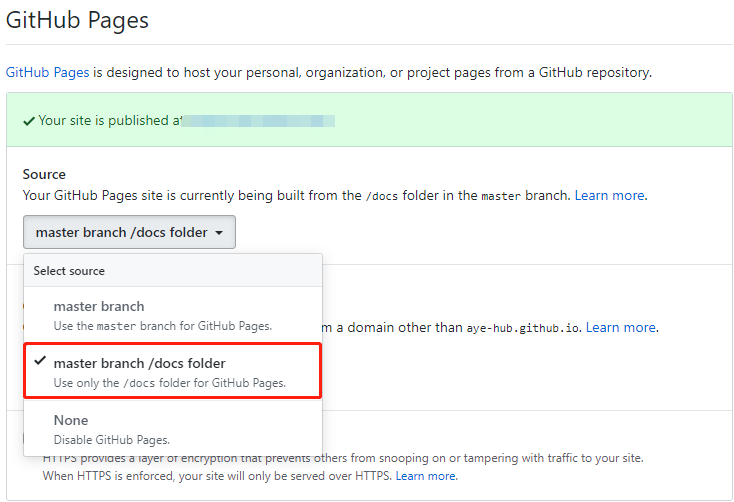 GitHub Pages
GitHub Pages is designed to host your personal, organization, or project pages from a GitHub repository.
Your site is published at
Source
Your GitHub Pages site is currently being built from the /docs folder in the master branch. Learn more.
master branch /docs folder
Select source
master branch
Use the master branch for GitHub Pages.
m a domain other than aye-hub.github.io. Learn more.
master branch /docs folder
Use only the /docs folder for GitHub Pages.
None
Disable GitHub Pages.
HTTPS provides a layer of encryption that prevents others from snooping on or tampering with traffic to your site.
When HTTPS is enforced, your site will only be served over HTTPS. Learn more.